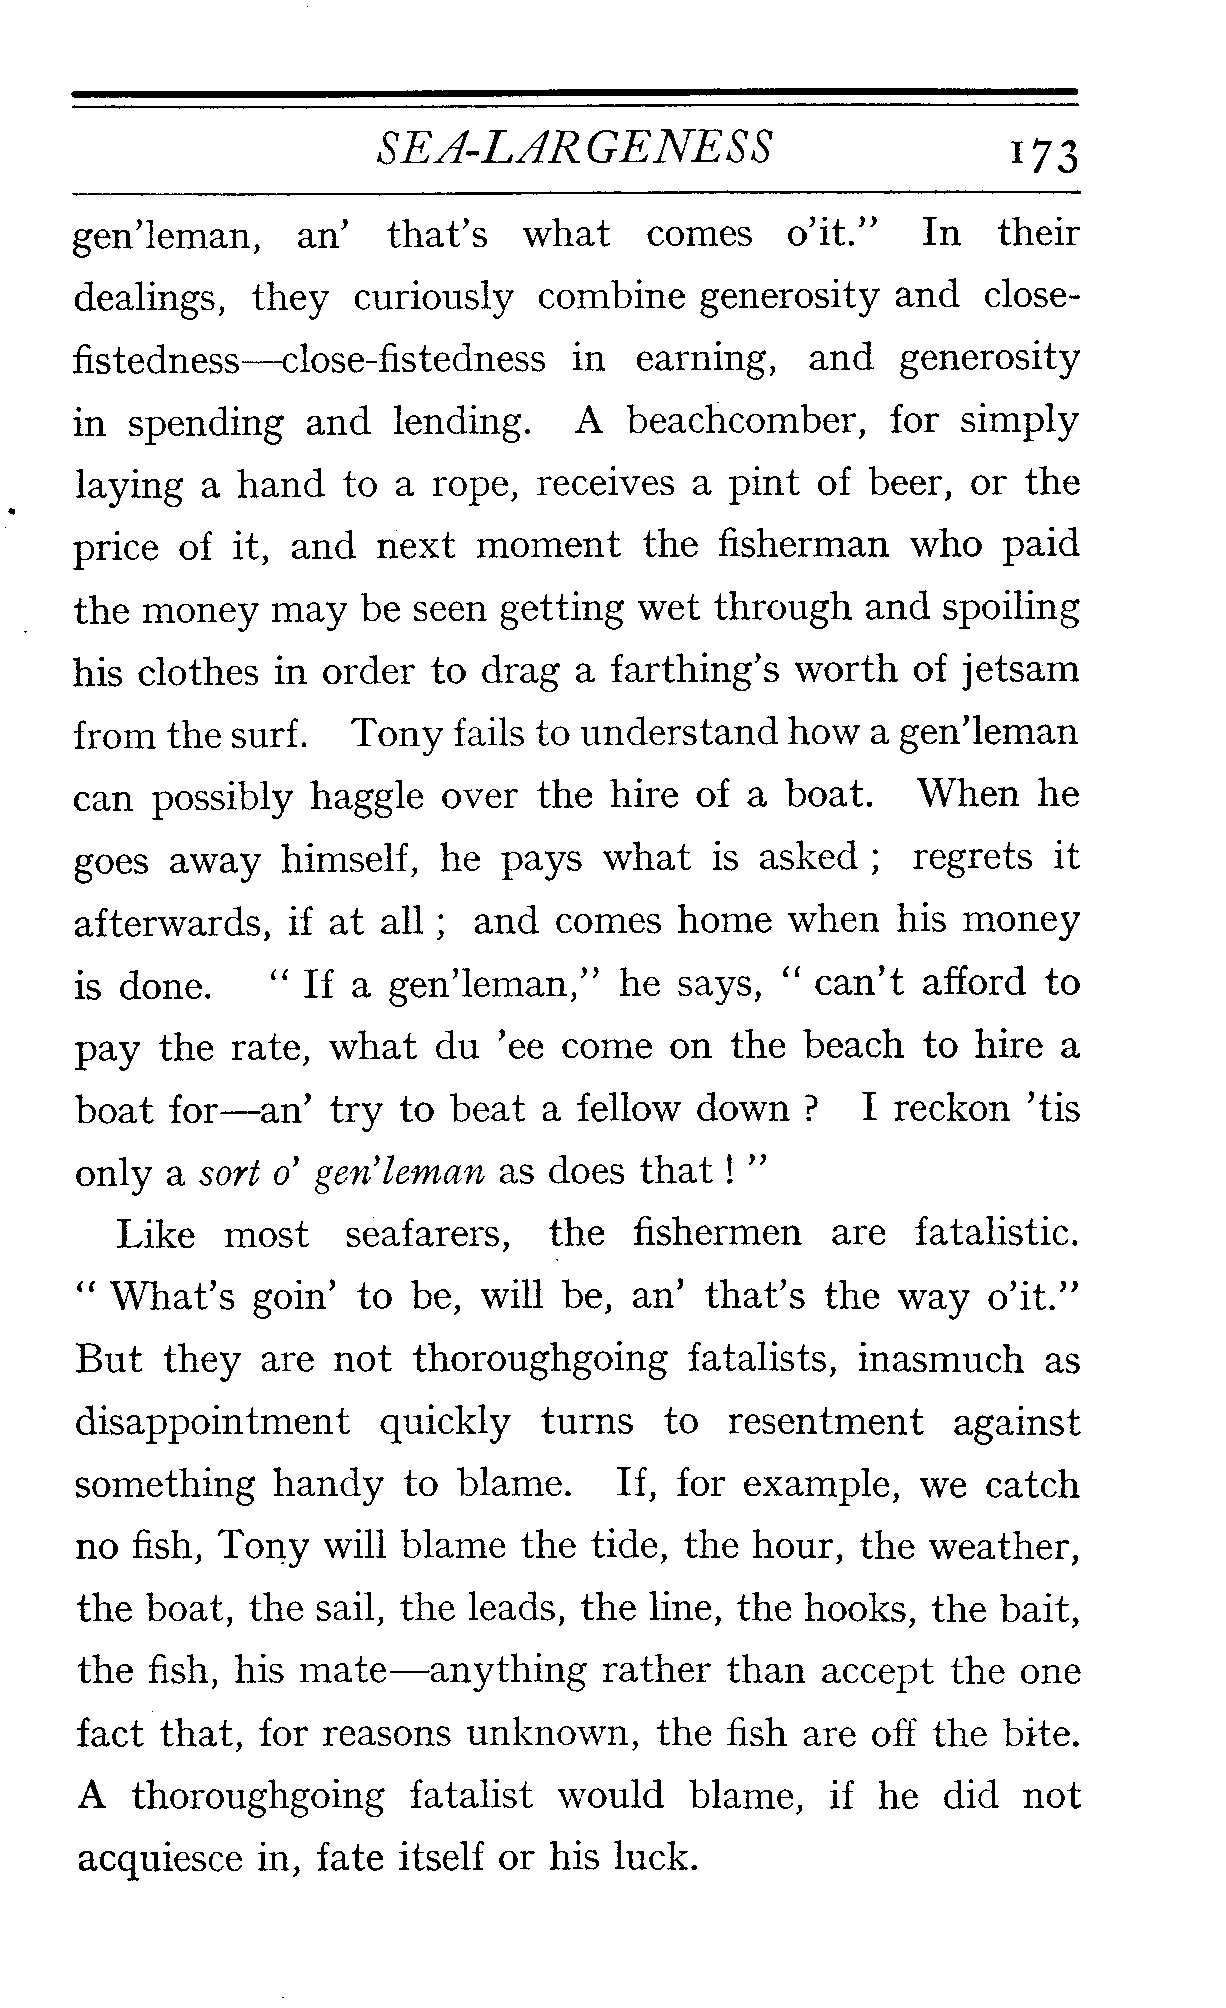 SEA-LARGENESS 173
gen'leman, an' that's what comes o'it." In their
dealings, they curiously combine generosity and close-
fistedness—close-fistedness in earning, and generosity
in spending and lending. A beachcomber, for simply
laying a hand to a rope, receives a pint of beer, or the
price of it, and next moment the fisherman who paid
the money may be seen getting wet through and spoiling
his clothes in order to drag a farthing's worth of jetsam
from the surf. Tony fails to understand how a gen'leman
can possibly haggle over the hire of a boat. When he
goes away himself, he pays what is asked ; regrets it
afterwards, if at all ; and comes home when his money
is done. " If a gen'leman," he says, " can't afford to
pay the rate, what du 'ee come on the beach to hire a
boat for—an' try to beat a fellow down ? I reckon 'tis
only a sort o' gen'leman as does that ! "
Like most seafarers, the fishermen are fatalistic.
" What's goin' to be, will be, an' that's the way o'it."
But they are not thoroughgoing fatalists, inasmuch as
disappointment quickly turns to resentment against
something handy to blame. If, for example, we catch
no fish, Tony will blame the tide, the hour, the weather,
the boat, the sail, the leads, the line, the hooks, the bait,
the fish, his mate—anything rather than accept the one
fact that, for reasons unknown, the fish are off the bite.
A thoroughgoing fatalist would blame, if he did not
acquiesce in, fate itself or his luck.